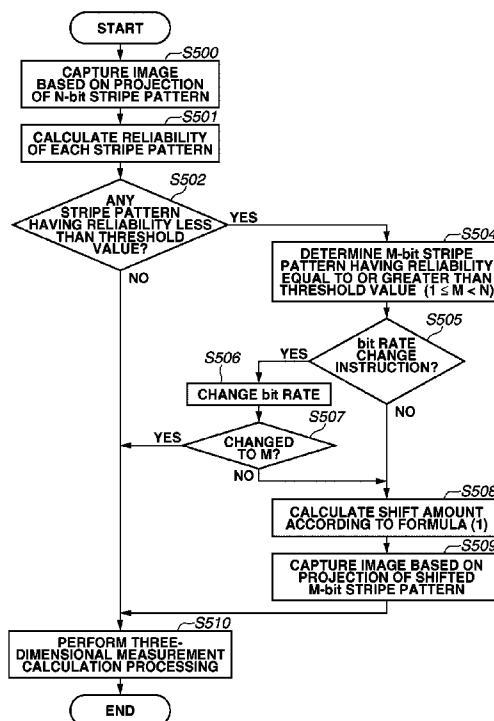 START
S500
CAPTURE IMAGE
BASED ON PROJECTION
OF N-bit STRIPE PATTERN
S501
CALCULATE RELIABILITY
OF EACH STRIPE PATTERN
S502
ANY
STRIPE PATTERN
HAVING RELIABILITY LESS
THAN THRESHOLD
VALUE?
YES
NO
S504
DETERMINE M-bit STRIPE
PATTERN HAVING RELIABILITY
EQUAL TO OR GREATER THAN
THRESHOLD VALUE (1 ≤ M < N)
S505
bit RATE
CHANGE
INSTRUCTION?
YES
NO
S506
CHANGE bit RATE
S507
CHANGED
TO M?
YES
NO
S508
CALCULATE SHIFT AMOUNT
ACCORDING TO FORMULA (1)
S509
CAPTURE IMAGE BASED ON
PROJECTION OF SHIFTED
M-bit STRIPE PATTERN
S510
PERFORM THREE-
DIMENSIONAL MEASUREMENT
CALCULATION PROCESSING
END